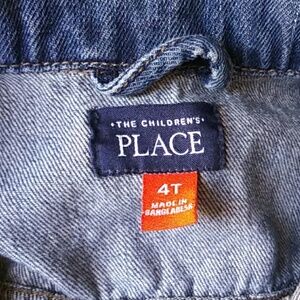 • THE CHILDREN'S •
PLACE
4T
MADE IN
BANGLADESH